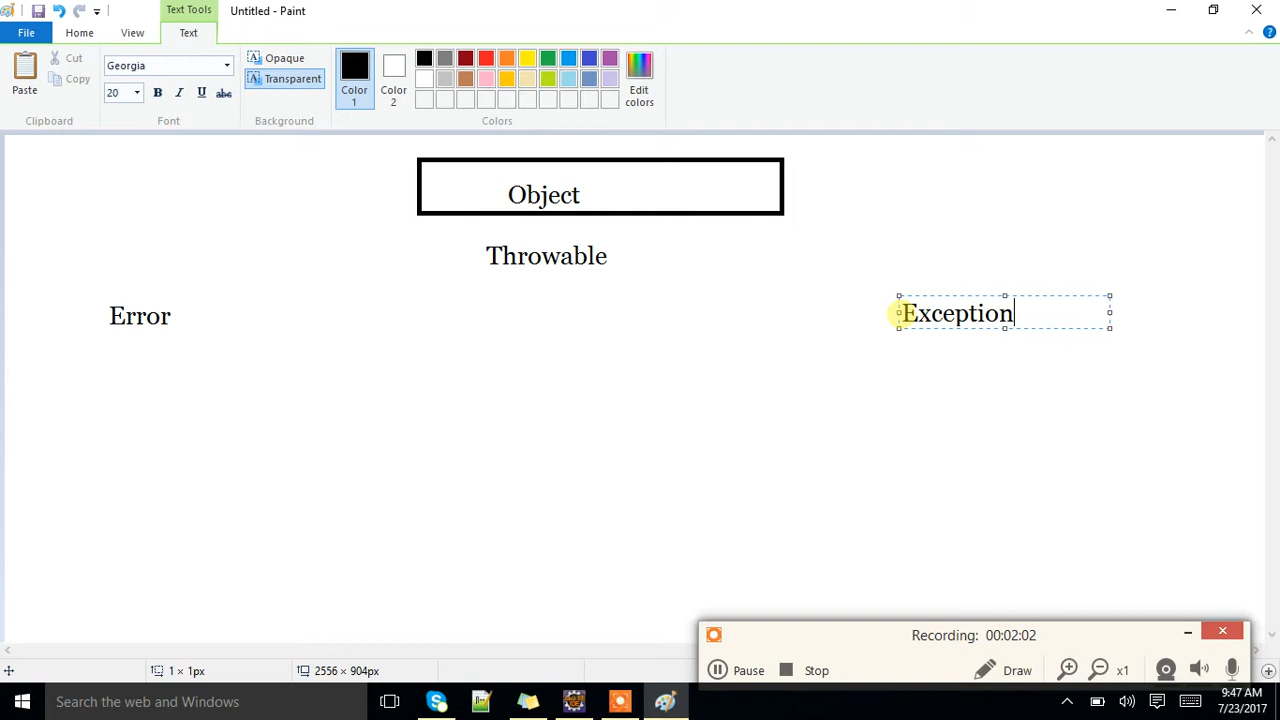 Text Tools
Untitled - Paint
File
Home
View
Text
Paste
Cut
Copy
Clipboard
Georgia
20
B I U abc
Font
Opaque
Transparent
Background
Color 1
Color 2
Edit colors
Colors
Object
Throwable
Error
Exception
Recording: 00:02:02
Pause
Stop
Draw
x1
1 × 1px
2556 × 904px
Search the web and Windows
9:47 AM
7/23/2017